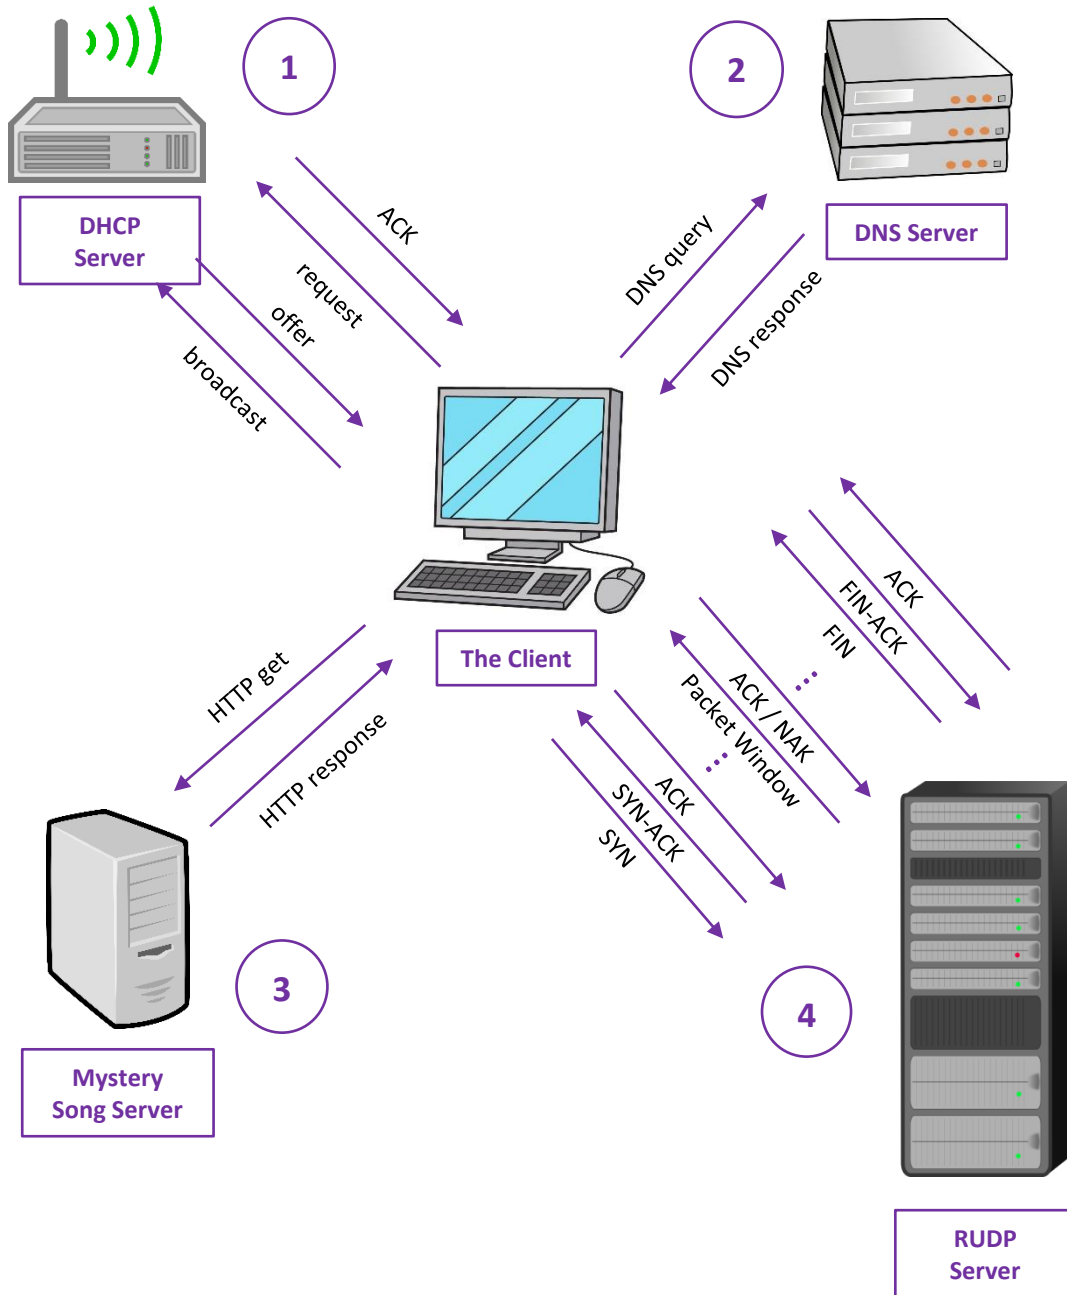 1
2
DHCP
Server
ACK
request
offer
broadcast
DNS Server
DNS query
DNS response
The Client
HTTP get
HTTP response
ACK
FIN-ACK
FIN
ACK / NAK
Packet Window
ACK
SYN-ACK
SYN
3
4
Mystery
Song Server
RUDP
Server